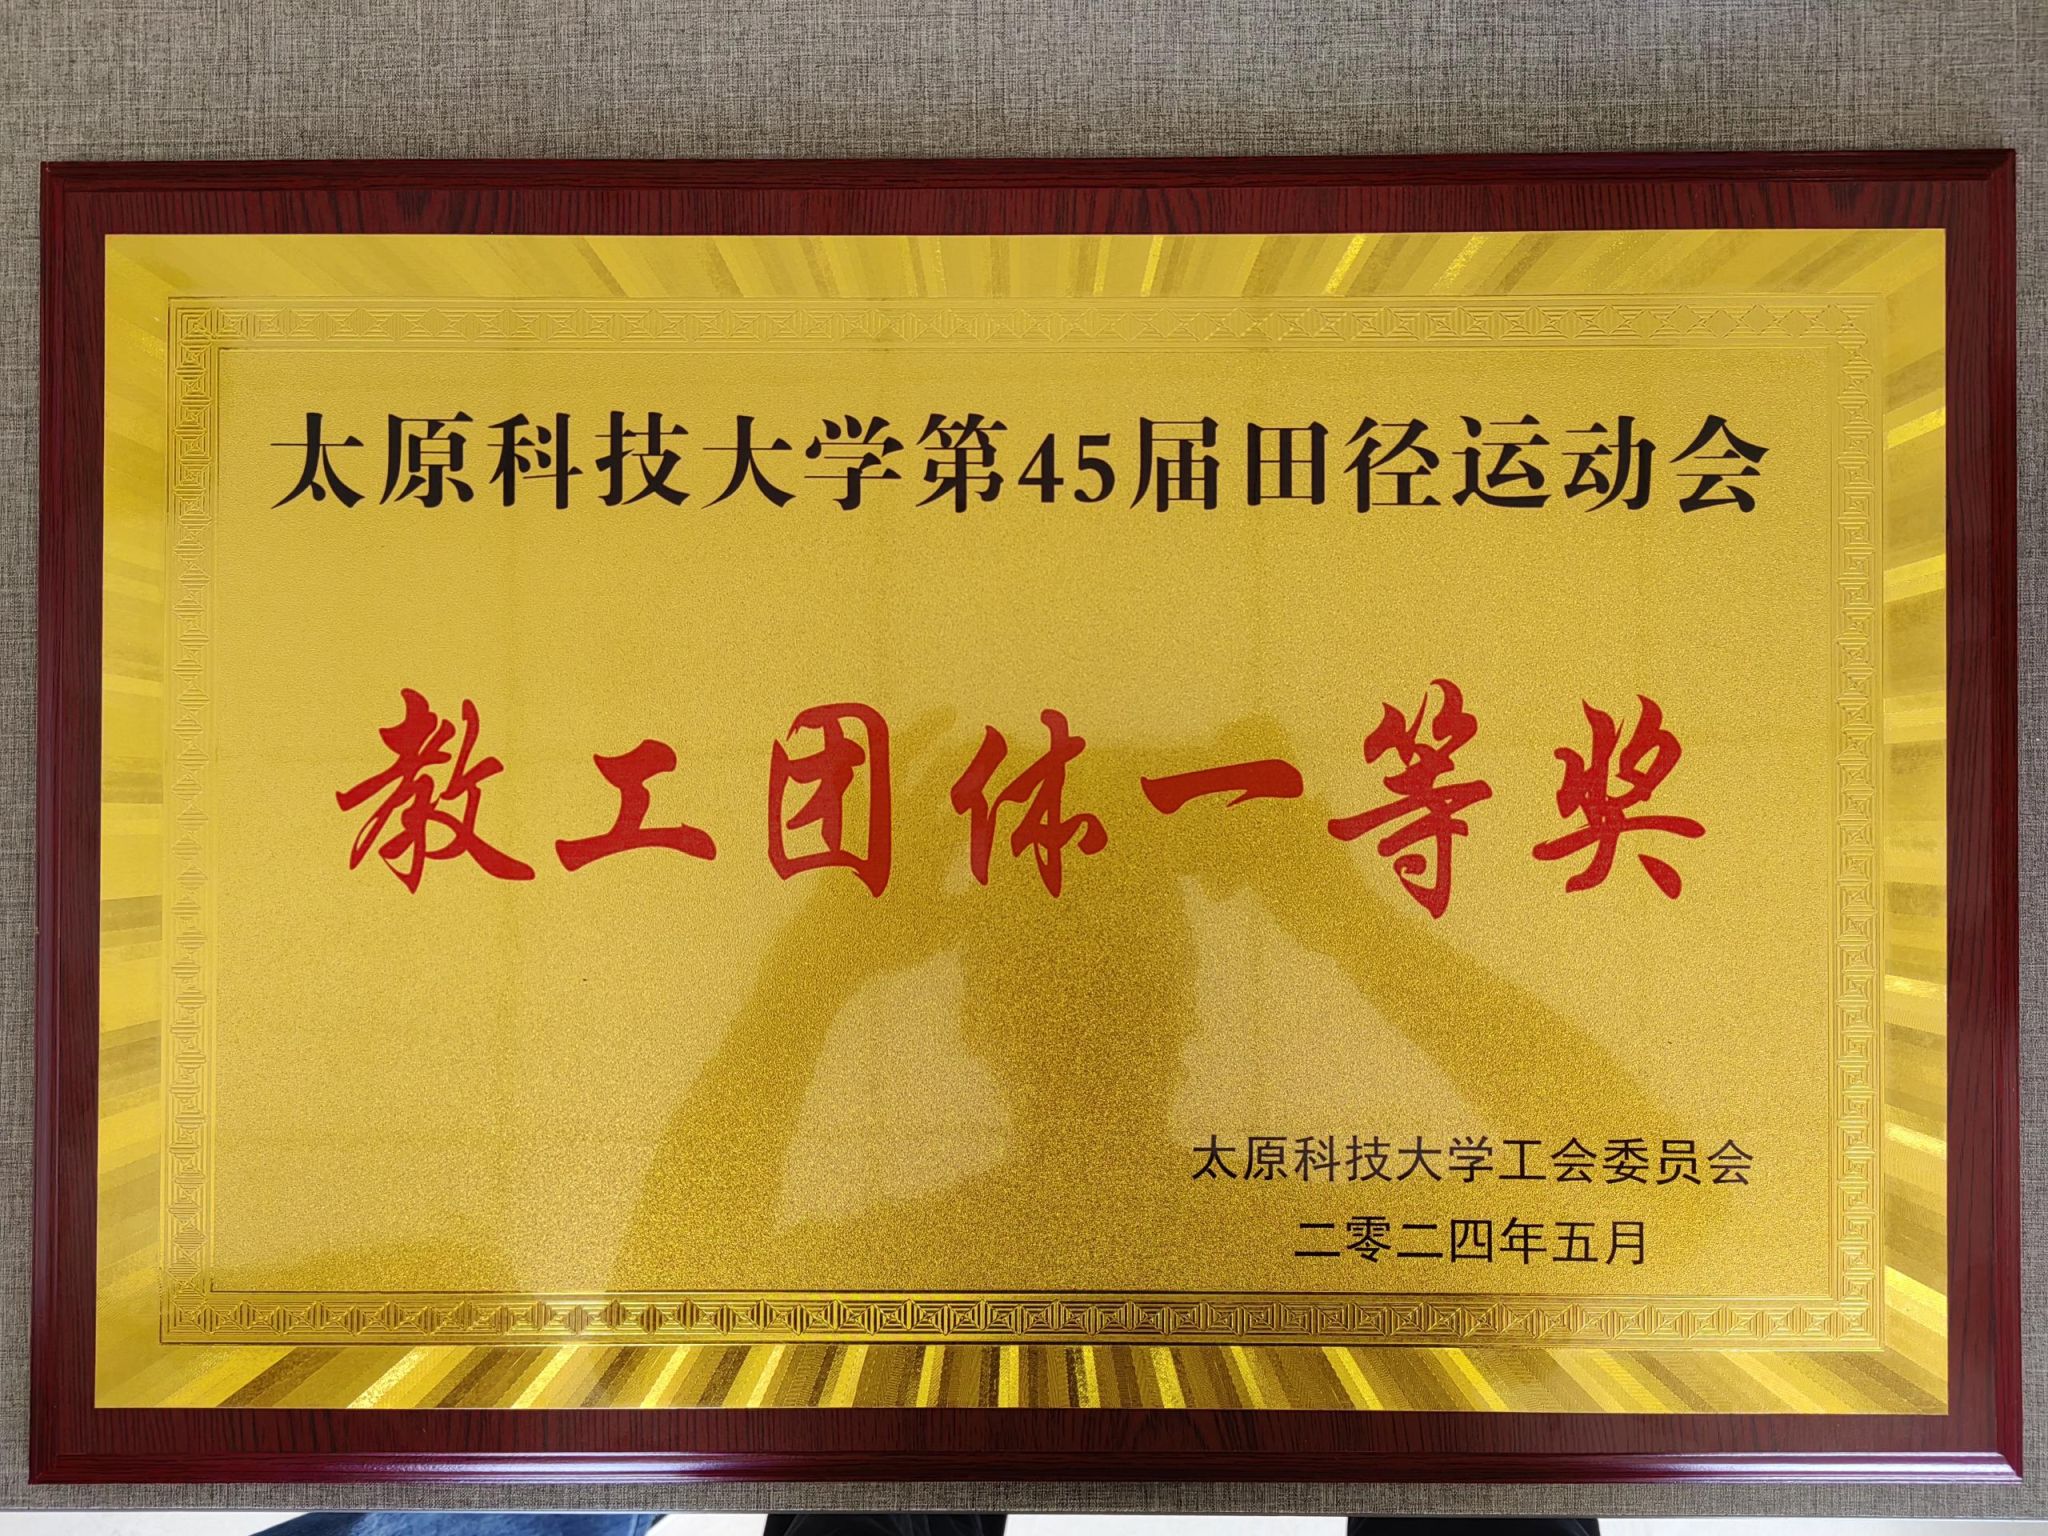 太原科技大学第45届田径运动会
教工团体一等奖
太原科技大学工会委员会
二零二四年五月